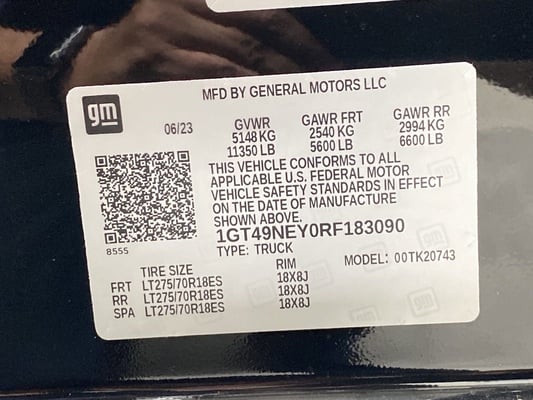 gm
MFD BY GENERAL MOTORS LLC
06/23
GVWR GAWR FRT GAWR RR
5148 KG 2540 KG 2994 KG
11350 LB 5600 LB 6600 LB
THIS VEHICLE CONFORMS TO ALL
APPLICABLE U.S. FEDERAL MOTOR
VEHICLE SAFETY STANDARDS IN EFFECT
ON THE DATE OF MANUFACTURE
SHOWN ABOVE.
8555
1GT49NEY0RF183090
TYPE: TRUCK MODEL: 00TK20743
TIRE SIZE RIM
FRT LT275/70R18ES 18X8J
RR LT275/70R18ES 18X8J
SPA LT275/70R18ES 18X8J